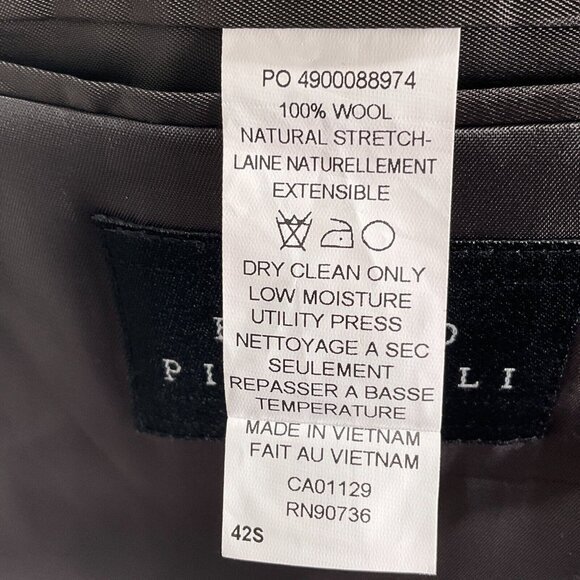 PO 4900088974
100% WOOL
NATURAL STRETCH-
LAINE NATURELLEMENT
EXTENSIBLE
DRY CLEAN ONLY
LOW MOISTURE
UTILITY PRESS
NETTOYAGE A SEC
SEULEMENT
REPASSER A BASSE
TEMPERATURE
MADE IN VIETNAM
FAIT AU VIETNAM
CA01129
RN90736
42S